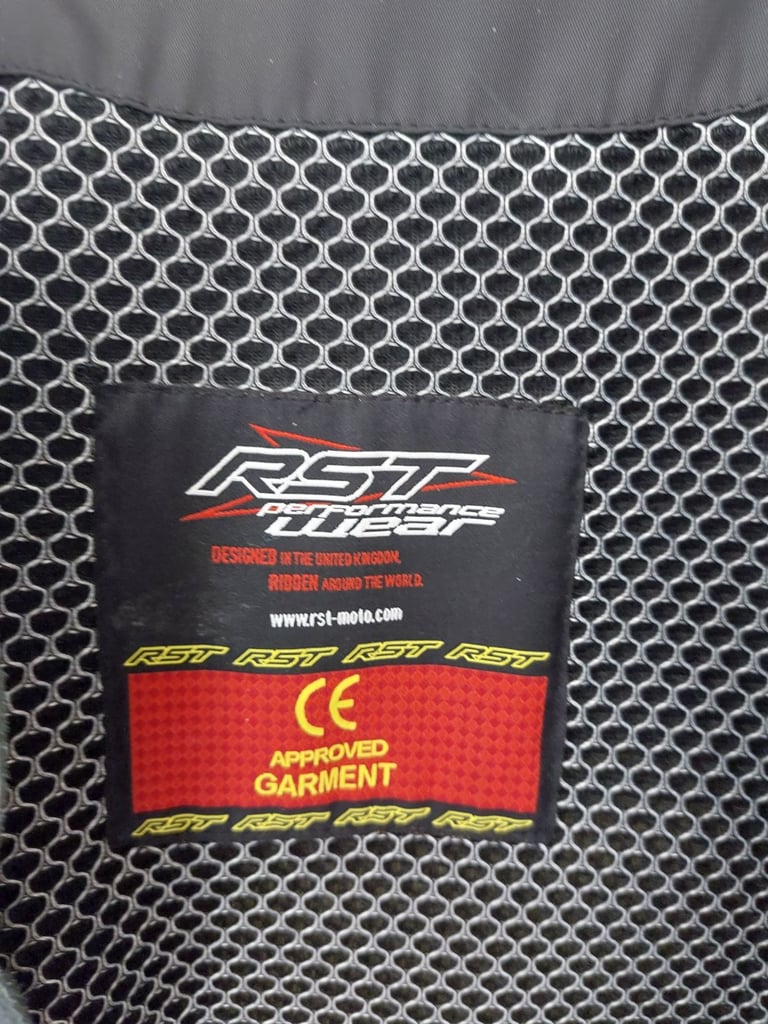 RST
performance
wear
DESIGNED IN THE UNITED KINGDOM,
RIDDEN AROUND THE WORLD.
www.rst-moto.com
RST RST RST RST
CE
APPROVED
GARMENT
RST RST RST RST